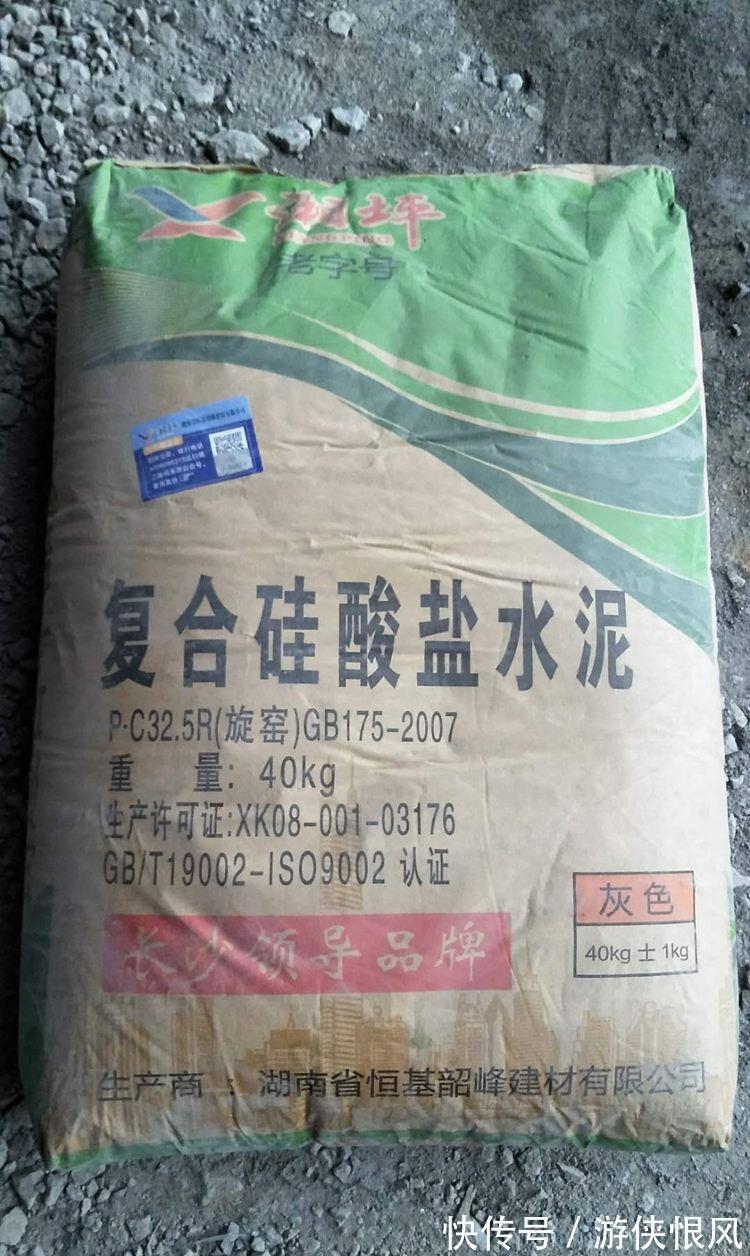 坪
老字号
复合硅酸盐水泥
P·C32.5R(旋窑)GB175-2007
重 量: 40kg
生产许可证:XK08-001-03176
GB/T19002-ISO9002 认证
灰色
40kg ± 1kg
长沙领导品牌
生产商 : 湖南省恒基韶峰建材有限公司
快传号 / 游侠恨风